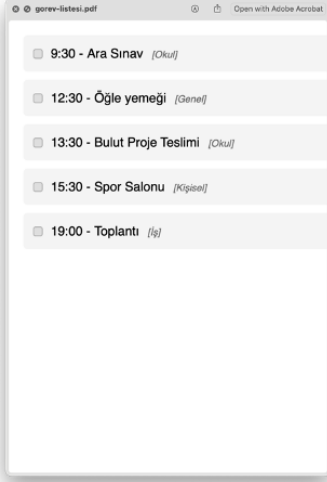 gorev-listesi.pdf Open with Adobe Acrobat
9:30 - Ara Sınav [Okul]
12:30 - Öğle yemeği [Genel]
13:30 - Bulut Proje Teslimi [Okul]
15:30 - Spor Salonu [Kişisel]
19:00 - Toplantı [İş]